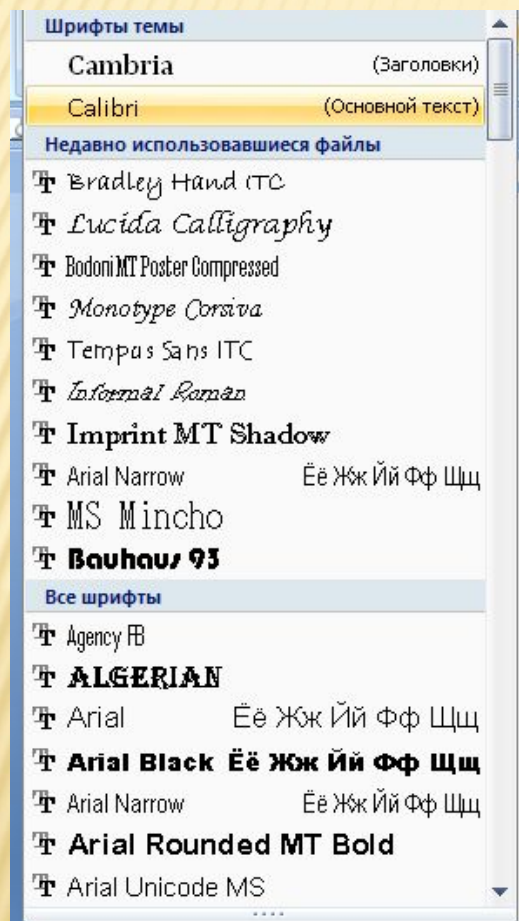 Шрифты темы
Cambria (Заголовки)
Calibri (Основной текст)
Недавно использовавшиеся файлы
Bradley Hand ITC
Lucida Calligraphy
Bodoni MT Poster Compressed
Monotype Corsiva
Tempus Sans ITC
Informal Roman
Imprint MT Shadow
Arial Narrow Ёё Жж Йй Фф Щщ
MS Mincho
Bauhaus 93
Все шрифты
Agency FB
ALGERIAN
Arial Ёё Жж Йй Фф Щщ
Arial Black Ёё Жж Йй Фф Щщ
Arial Narrow Ёё Жж Йй Фф Щщ
Arial Rounded MT Bold
Arial Unicode MS